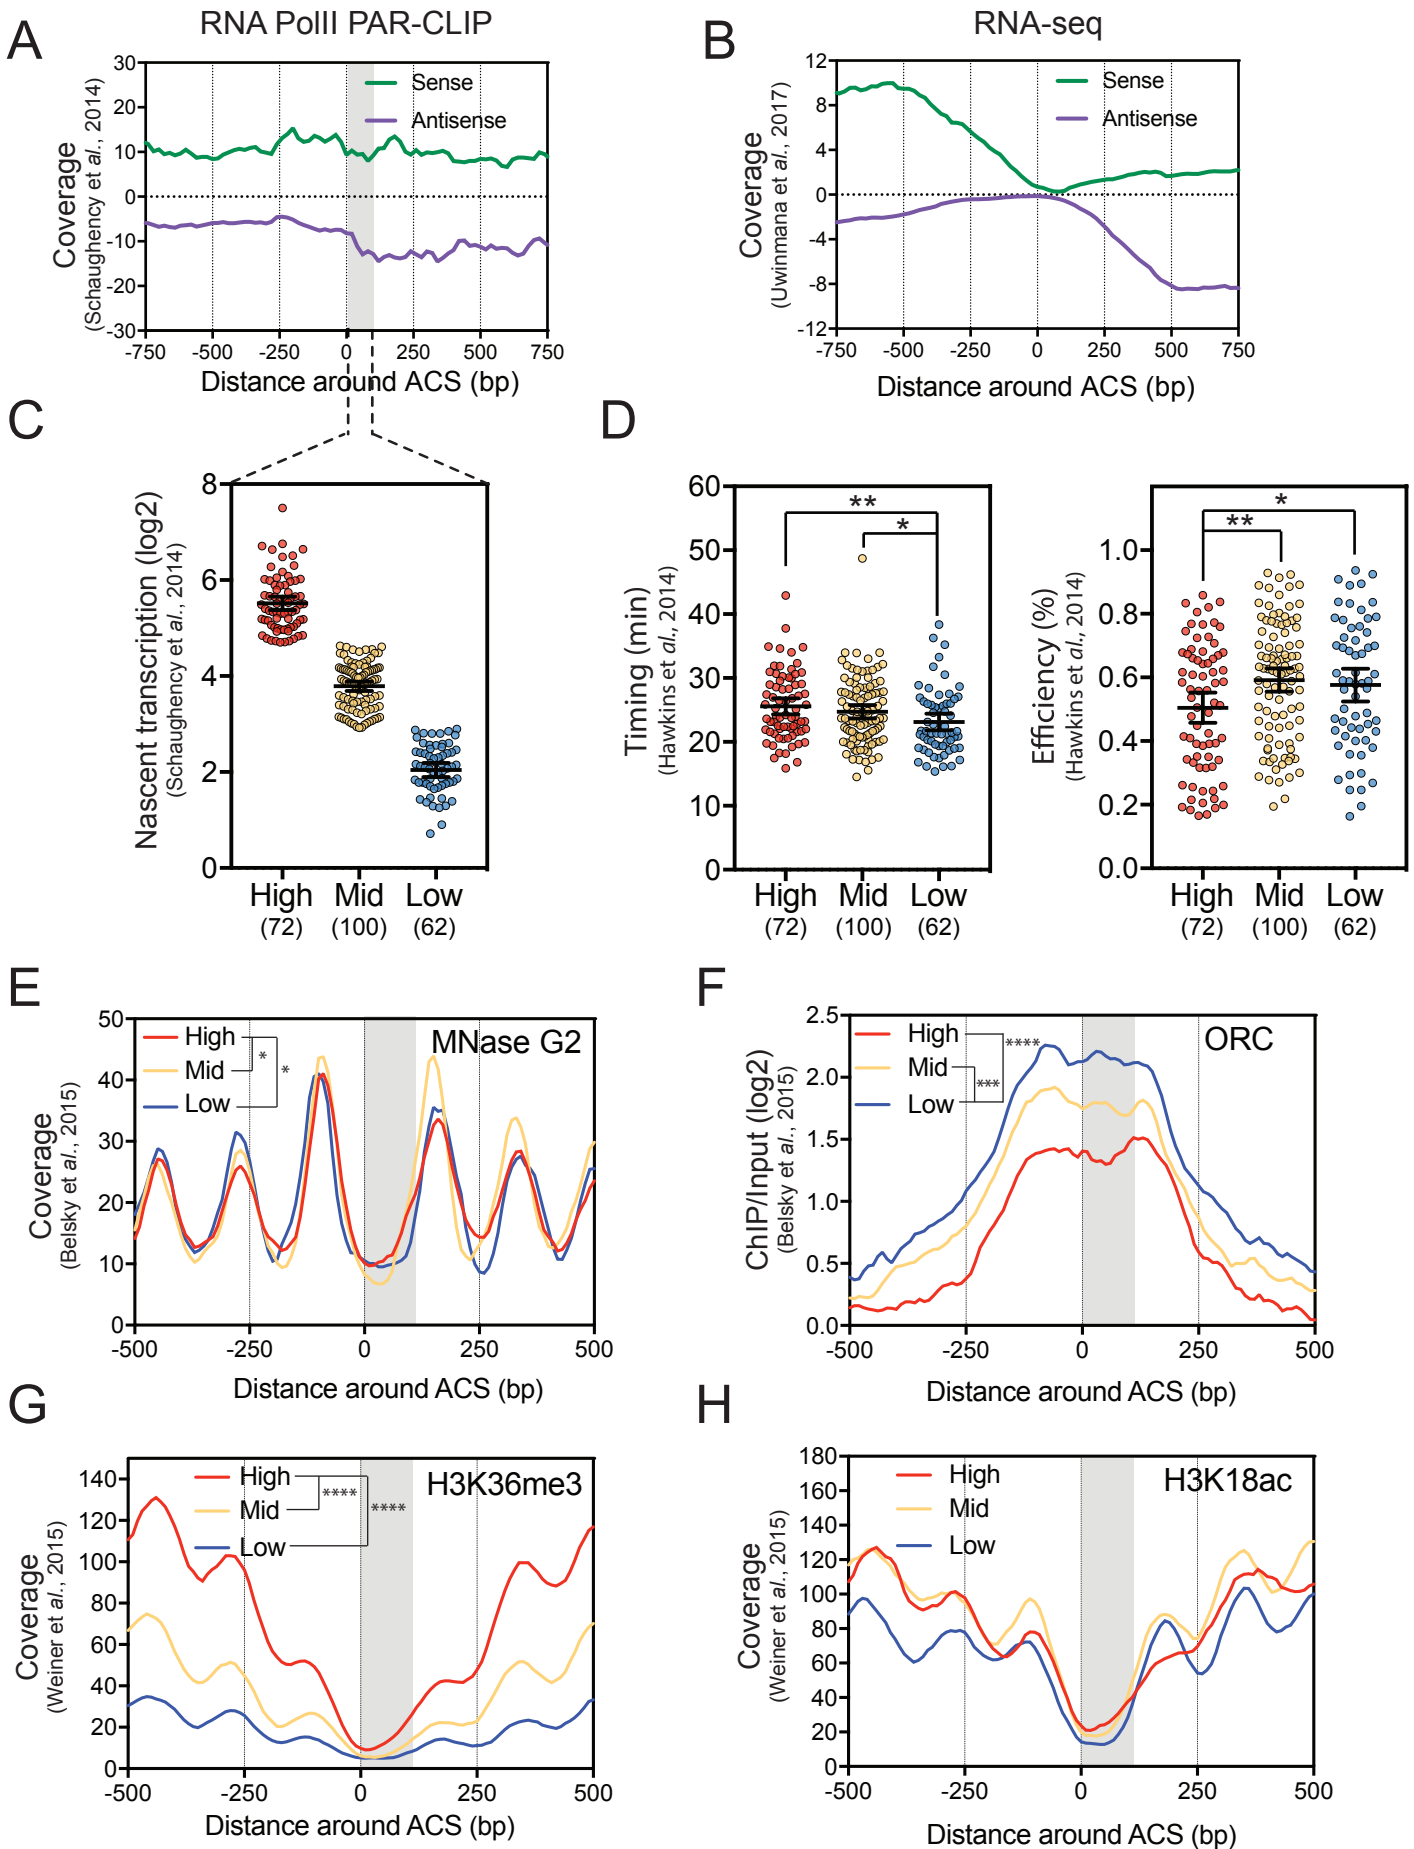 A
RNA PolII PAR-CLIP
Coverage
(Schaughency et al., 2014)
30
20
10
0
-10
-20
-30
Sense
Antisense
-750 -500 -250 0 250 500 750
Distance around ACS (bp)
B
RNA-seq
Coverage
(Uwimana et al., 2017)
12
8
4
0
-4
-8
-12
Sense
Antisense
-750 -500 -250 0 250 500 750
Distance around ACS (bp)
C
Nascent transcription (log2)
(Schaughency et al., 2014)
8
6
4
2
0
High Mid Low
(72) (100) (62)
D
Timing (min)
(Hawkins et al., 2014)
60
50
40
30
20
10
0
**
*
High Mid Low
(72) (100) (62)
Efficiency (%)
(Hawkins et al., 2014)
1.0
0.8
0.6
0.4
0.2
0.0
*
**
High Mid Low
(72) (100) (62)
E
MNase G2
Coverage
(Belsky et al., 2015)
50
40
30
20
10
0
High
Mid
Low
*
*
-500 -250 0 250 500
Distance around ACS (bp)
F
ORC
ChIP/Input (log2)
(Belsky et al., 2015)
2.5
2.0
1.5
1.0
0.5
0.0
High
Mid
Low
****
***
-500 -250 0 250 500
Distance around ACS (bp)
G
H3K36me3
Coverage
(Weiner et al., 2015)
140
120
100
80
60
40
20
0
High
Mid
Low
****
****
-500 -250 0 250 500
Distance around ACS (bp)
H
H3K18ac
Coverage
(Weiner et al., 2015)
180
160
140
120
100
80
60
40
20
0
High
Mid
Low
-500 -250 0 250 500
Distance around ACS (bp)